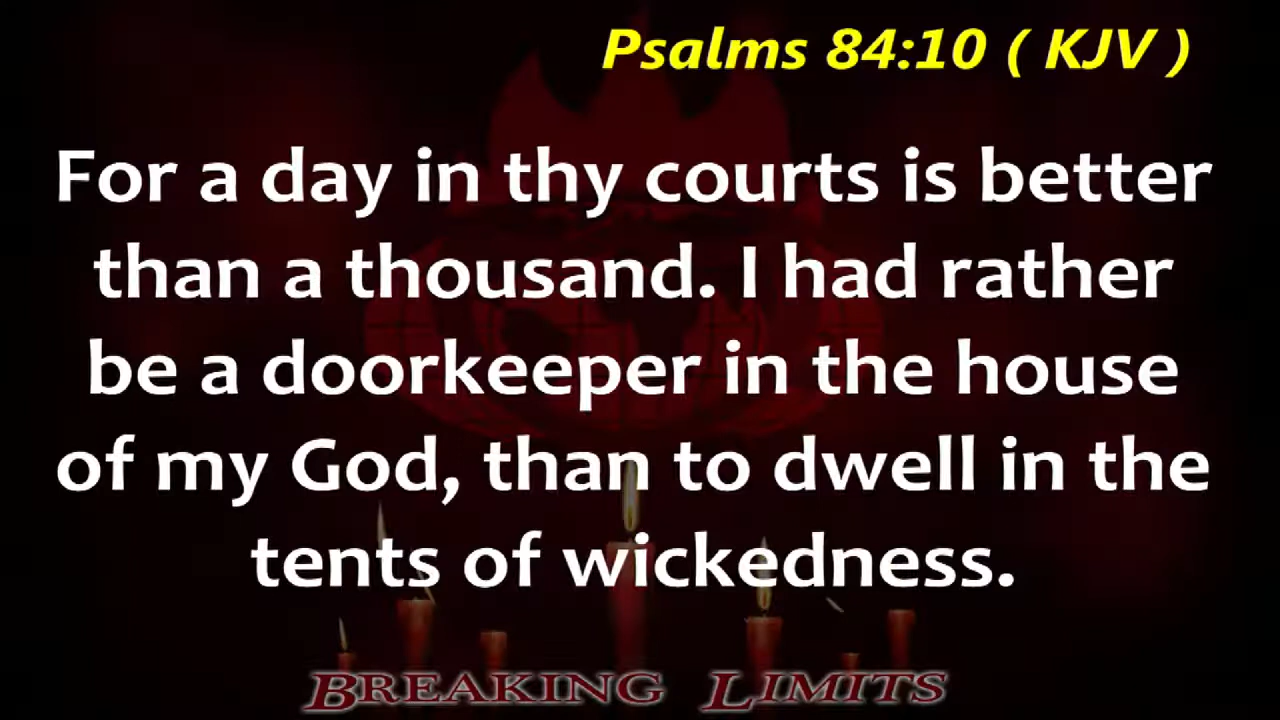 Psalms 84:10 ( KJV )
For a day in thy courts is better
than a thousand. I had rather
be a doorkeeper in the house
of my God, than to dwell in the
tents of wickedness.
BREAKING LIMITS